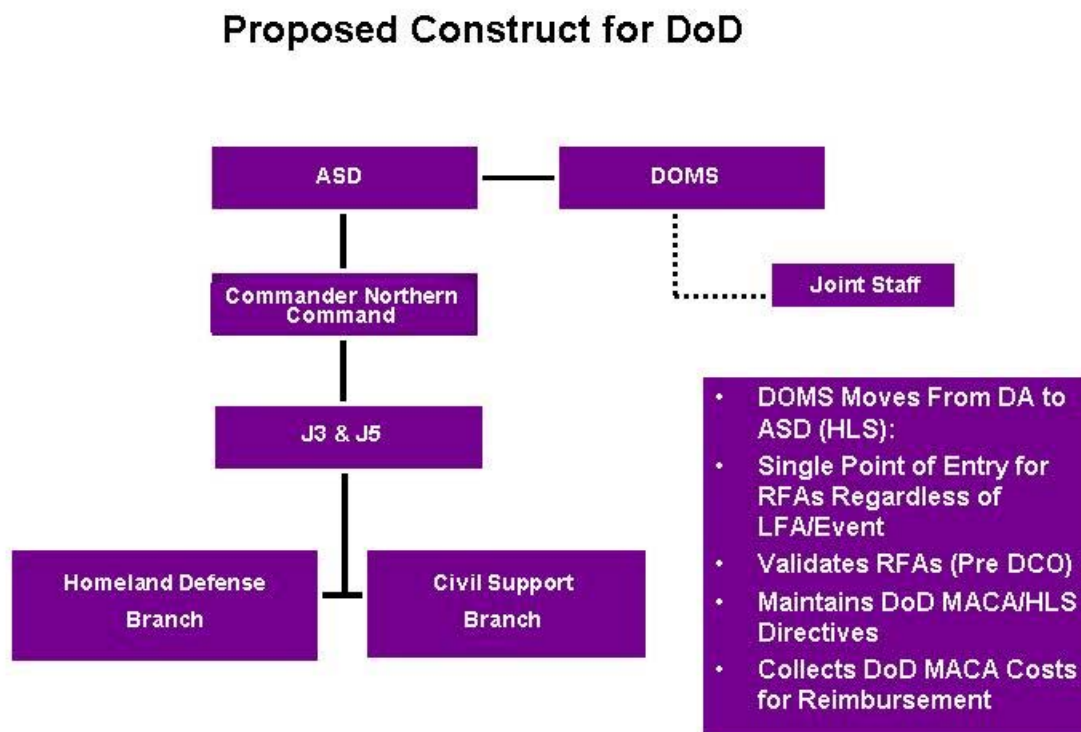 Proposed Construct for DoD
ASD
DOMS
Commander Northern
Command
Joint Staff
J3 & J5
Homeland Defense
Branch
Civil Support
Branch
• DOMS Moves From DA to
ASD (HLS):
• Single Point of Entry for
RFAs Regardless of
LFA/Event
• Validates RFAs (Pre DCO)
• Maintains DoD MACA/HLS
Directives
• Collects DoD MACA Costs
for Reimbursement